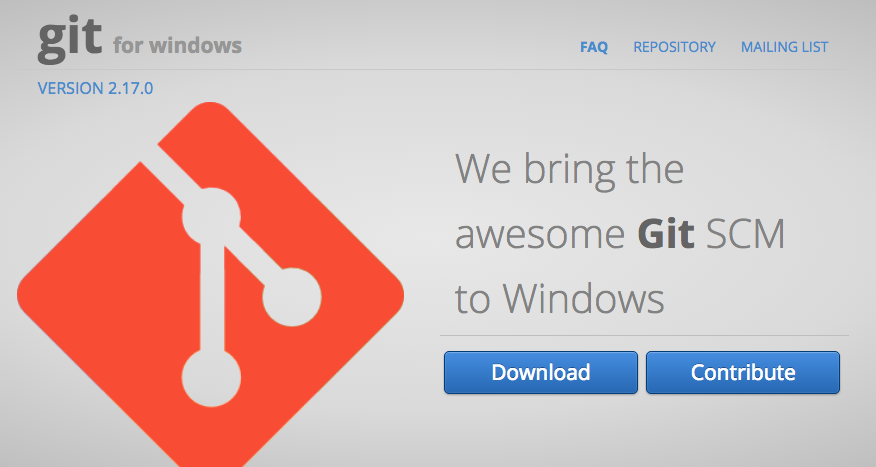 git for windows
FAQ REPOSITORY MAILING LIST
VERSION 2.17.0
We bring the
awesome Git SCM
to Windows
Download Contribute